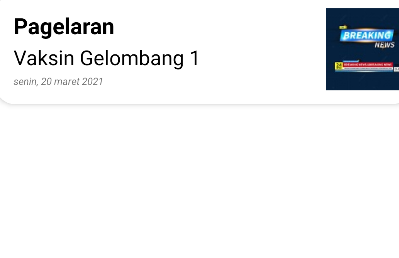 Pagelaran
Vaksin Gelombang 1
senin, 20 maret 2021
BREAKING
NEWS